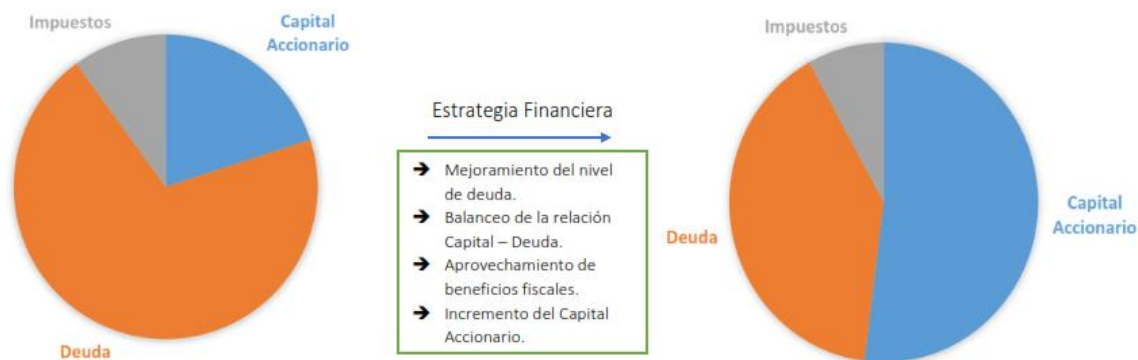 Impuestos
Capital
Accionario
Deuda
Estrategia Financiera
➔ Mejoramiento del nivel
de deuda.
➔ Balanceo de la relación
Capital – Deuda.
➔ Aprovechamiento de
beneficios fiscales.
➔ Incremento del Capital
Accionario.
Impuestos
Deuda
Capital
Accionario